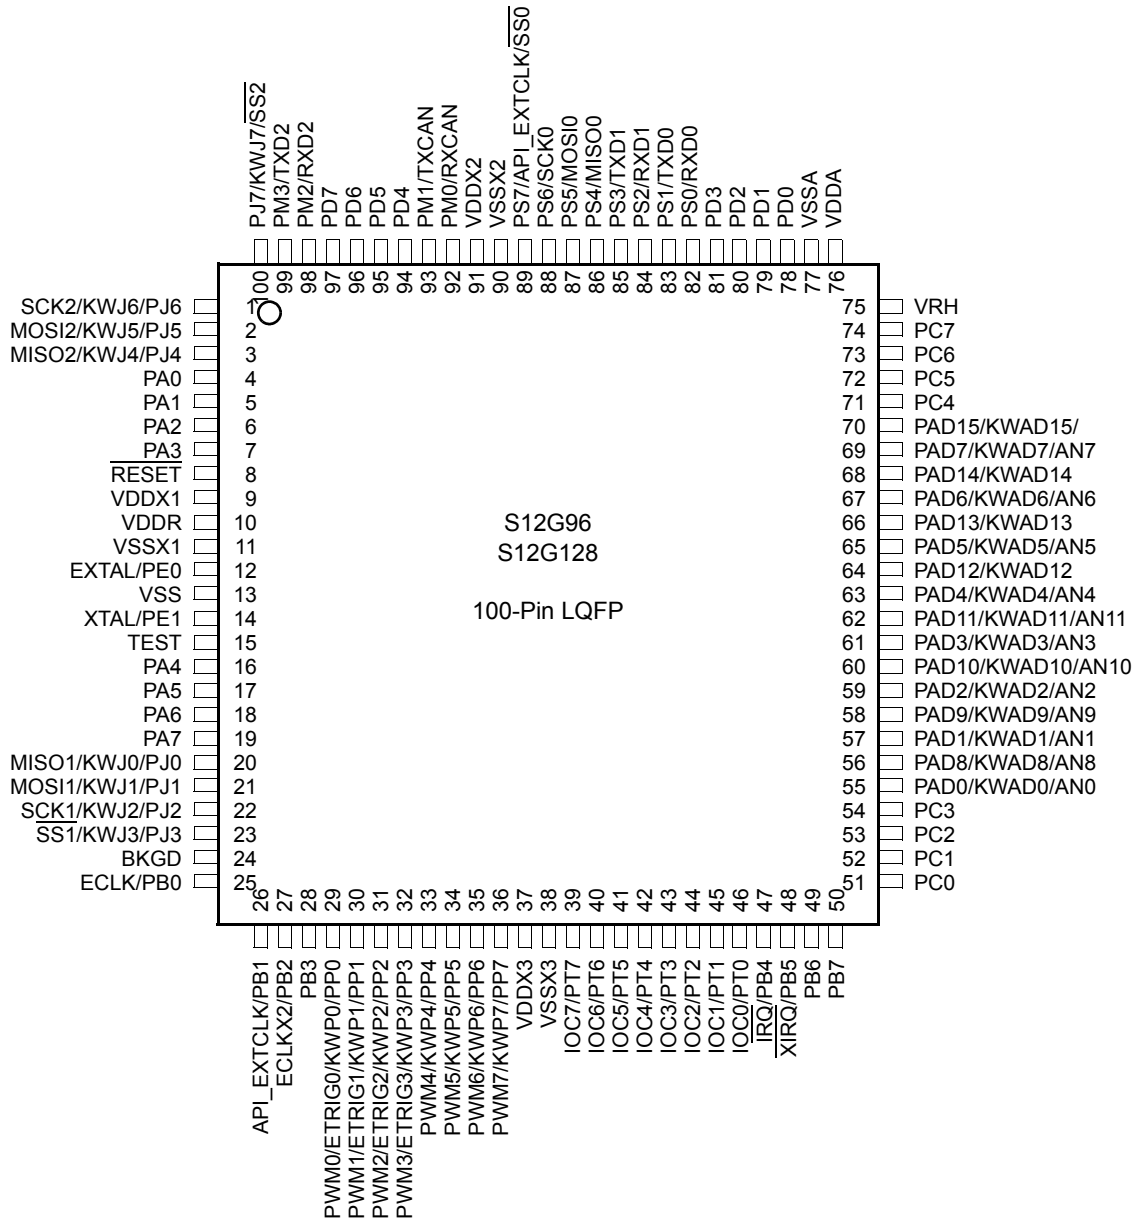 PJ7/KWJ7/SS2
PM3/TXD2
PM2/RXD2
PD7
PD6
PD5
PD4
PM1/TXCAN
PM0/RXCAN
VDDX2
VSSX2
PS7/API_EXTCLK/SS0
PS6/SCK0
PS5/MOSI0
PS4/MISO0
PS3/TXD1
PS2/RXD1
PS1/TXD0
PS0/RXD0
PD3
PD2
PD1
PD0
VSSA
VDDA
100
99
98
97
96
95
94
93
92
91
90
89
88
87
86
85
84
83
82
81
80
79
78
77
76
SCK2/KWJ6/PJ6 1
MOSI2/KWJ5/PJ5 2
MISO2/KWJ4/PJ4 3
PA0 4
PA1 5
PA2 6
PA3 7
RESET 8
VDDX1 9
VDDR 10
VSSX1 11
EXTAL/PE0 12
VSS 13
XTAL/PE1 14
TEST 15
PA4 16
PA5 17
PA6 18
PA7 19
MISO1/KWJ0/PJ0 20
MOSI1/KWJ1/PJ1 21
SCK1/KWJ2/PJ2 22
SS1/KWJ3/PJ3 23
BKGD 24
ECLK/PB0 25
S12G96
S12G128
100-Pin LQFP
75 VRH
74 PC7
73 PC6
72 PC5
71 PC4
70 PAD15/KWAD15/
69 PAD7/KWAD7/AN7
68 PAD14/KWAD14
67 PAD6/KWAD6/AN6
66 PAD13/KWAD13
65 PAD5/KWAD5/AN5
64 PAD12/KWAD12
63 PAD4/KWAD4/AN4
62 PAD11/KWAD11/AN11
61 PAD3/KWAD3/AN3
60 PAD10/KWAD10/AN10
59 PAD2/KWAD2/AN2
58 PAD9/KWAD9/AN9
57 PAD1/KWAD1/AN1
56 PAD8/KWAD8/AN8
55 PAD0/KWAD0/AN0
54 PC3
53 PC2
52 PC1
51 PC0
26
27
28
29
30
31
32
33
34
35
36
37
38
39
40
41
42
43
44
45
46
47
48
49
50
API_EXTCLK/PB1
ECLKX2/PB2
PB3
PWM0/ETRIG0/KWP0/PP0
PWM1/ETRIG1/KWP1/PP1
PWM2/ETRIG2/KWP2/PP2
PWM3/ETRIG3/KWP3/PP3
PWM4/KWP4/PP4
PWM5/KWP5/PP5
PWM6/KWP6/PP6
PWM7/KWP7/PP7
VDDX3
VSSX3
IOC7/PT7
IOC6/PT6
IOC5/PT5
IOC4/PT4
IOC3/PT3
IOC2/PT2
IOC1/PT1
IOC0/PT0
IRQ/PB4
XIRQ/PB5
PB6
PB7